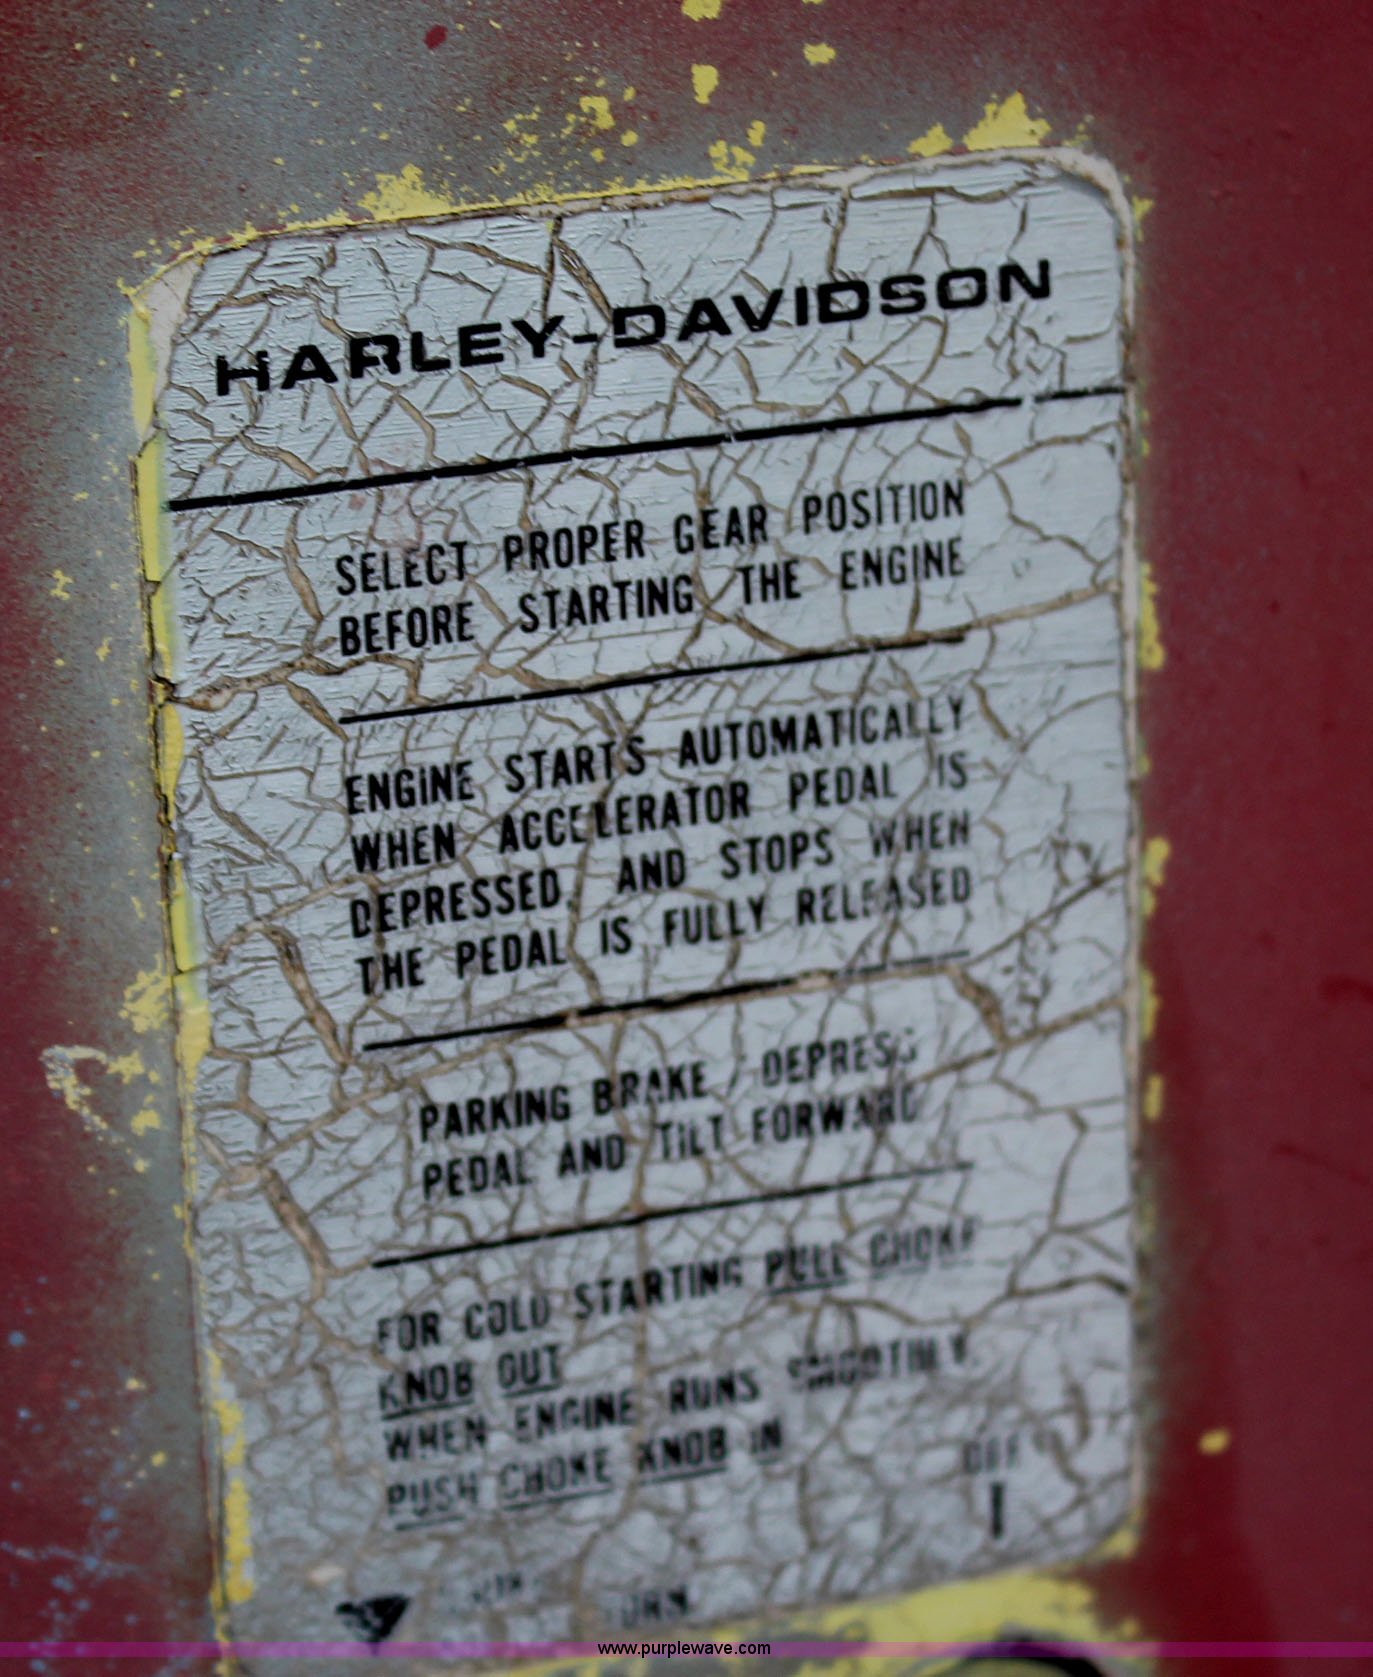 HARLEY-DAVIDSON
SELECT PROPER GEAR POSITION
BEFORE STARTING THE ENGINE
ENGINE STARTS AUTOMATICALLY
WHEN ACCELERATOR PEDAL IS
DEPRESSED, AND STOPS WHEN
THE PEDAL IS FULLY RELEASED
PARKING BRAKE / DEPRESS
PEDAL AND TILT FORWARD
FOR COLD STARTING PULL CHOKE
KNOB OUT
WHEN ENGINE RUNS SMOOTHLY
PUSH CHOKE KNOB IN
OFF
www.purplewave.com